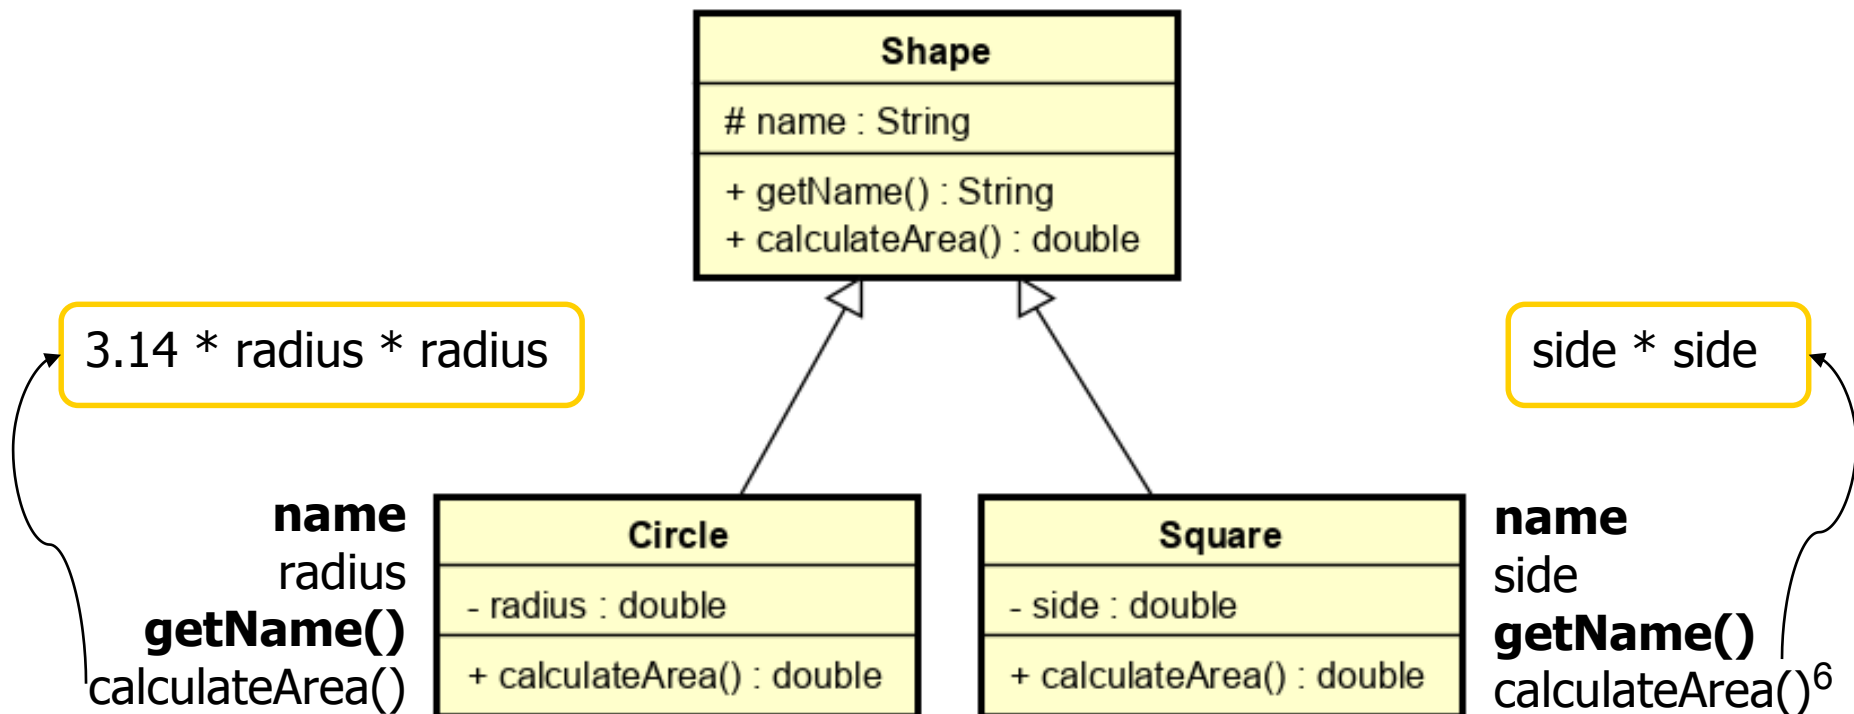 Shape
# name : String
+ getName() : String
+ calculateArea() : double
3.14 * radius * radius
side * side
name
radius
getName()
calculateArea()
Circle
- radius : double
+ calculateArea() : double
Square
- side : double
+ calculateArea() : double
name
side
getName()
calculateArea()6